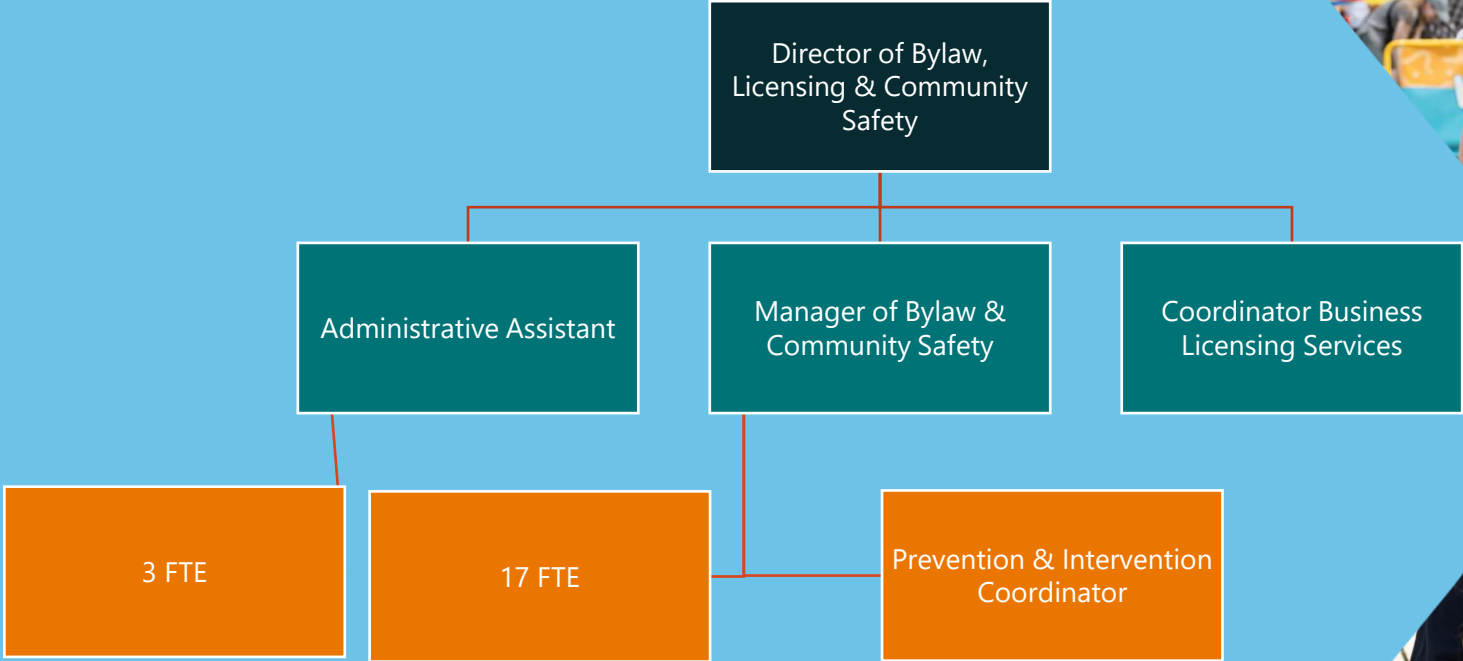 Director of Bylaw,
Licensing & Community
Safety
Administrative Assistant
Manager of Bylaw &
Community Safety
Coordinator Business
Licensing Services
3 FTE
17 FTE
Prevention & Intervention
Coordinator